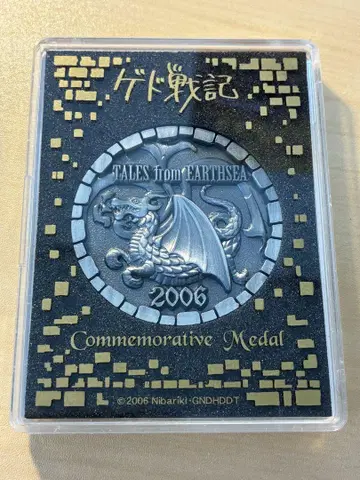 ゲド戦記
TALES from EARTHSEA
2006
Commemorative Medal
©2006 Nibariki·GNDHDDT